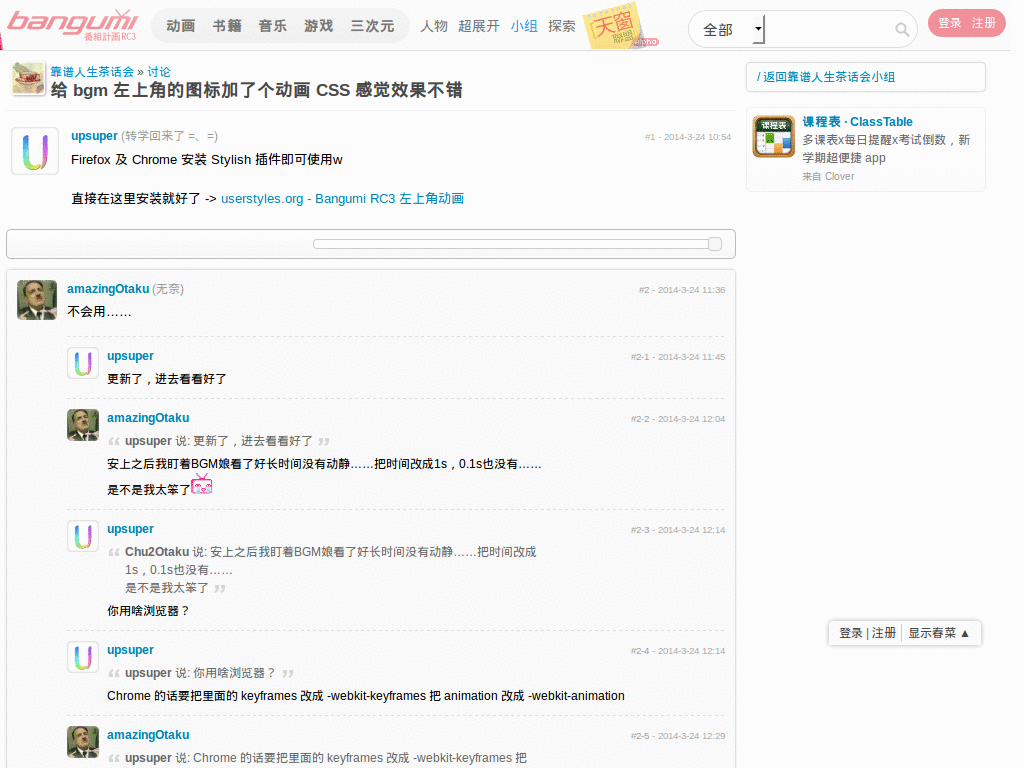 bangumi
番組計画RC3
动画 书籍 音乐 游戏 三次元 人物 超展开 小组 探索
天窗
alpha
全部
登录 注册
靠谱人生茶话会 » 讨论
给 bgm 左上角的图标加了个动画 CSS 感觉效果不错
/ 返回靠谱人生茶话会小组
课程表
课程表 · ClassTable
多课表x每日提醒x考试倒数，新
学期超便捷 app
来自 Clover
upsuper (转学回来了 =、=)
#1 - 2014-3-24 10:54
Firefox 及 Chrome 安装 Stylish 插件即可使用w
直接在这里安装就好了 -> userstyles.org - Bangumi RC3 左上角动画
amazingOtaku (无奈)
#2 - 2014-3-24 11:36
不会用……
upsuper
#2-1 - 2014-3-24 11:45
更新了，进去看看好了
amazingOtaku
#2-2 - 2014-3-24 12:04
“ upsuper 说: 更新了，进去看看好了 ”
安上之后我盯着BGM娘看了好长时间没有动静……把时间改成1s，0.1s也没有……
是不是我太笨了
upsuper
#2-3 - 2014-3-24 12:14
“ Chu2Otaku 说: 安上之后我盯着BGM娘看了好长时间没有动静……把时间改成
1s，0.1s也没有……
是不是我太笨了 ”
你用啥浏览器？
upsuper
#2-4 - 2014-3-24 12:14
“ upsuper 说: 你用啥浏览器？ ”
Chrome 的话要把里面的 keyframes 改成 -webkit-keyframes 把 animation 改成 -webkit-animation
amazingOtaku
#2-5 - 2014-3-24 12:29
“ upsuper 说: Chrome 的话要把里面的 keyframes 改成 -webkit-keyframes 把
登录 | 注册 显示春菜 ▲